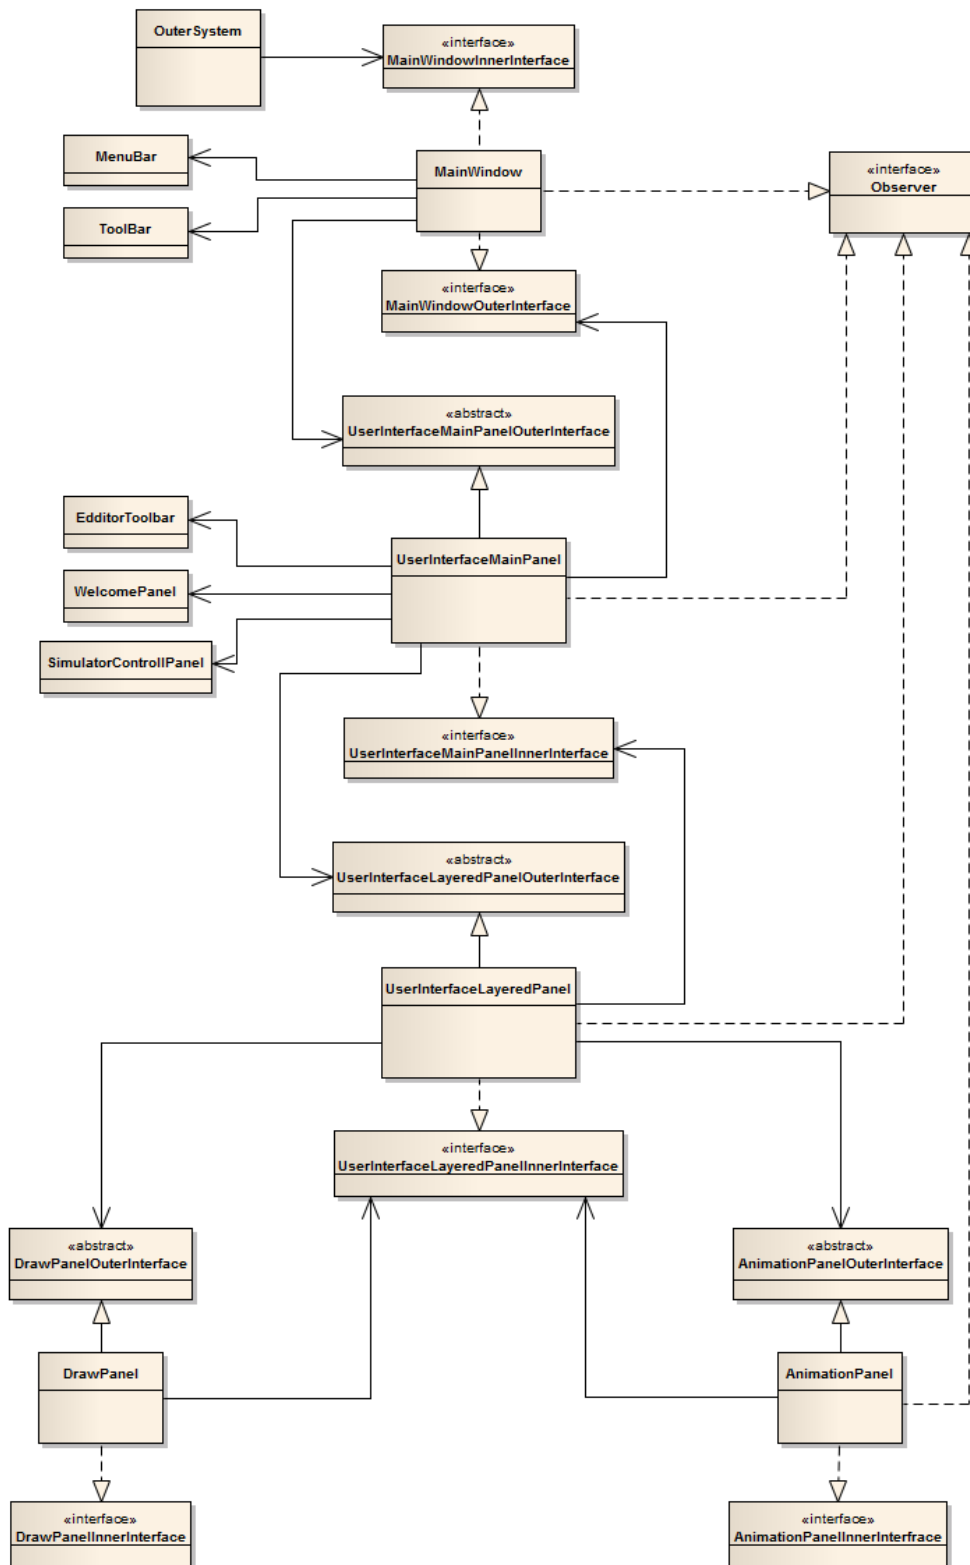 OuterSystem
«interface»
MainWindowInnerInterface
MenuBar
MainWindow
«interface»
Observer
ToolBar
«interface»
MainWindowOuterInterface
«abstract»
UserInterfaceMainPanelOuterInterface
EdditorToolbar
UserInterfaceMainPanel
WelcomePanel
SimulatorControllPanel
«interface»
UserInterfaceMainPanelInnerInterface
«abstract»
UserInterfaceLayeredPanelOuterInterface
UserInterfaceLayeredPanel
«interface»
UserInterfaceLayeredPanelInnerInterface
«abstract»
DrawPanelOuterInterface
«abstract»
AnimationPanelOuterInterface
DrawPanel
AnimationPanel
«interface»
DrawPanelInnerInterface
«interface»
AnimationPanelInnerInterfrace